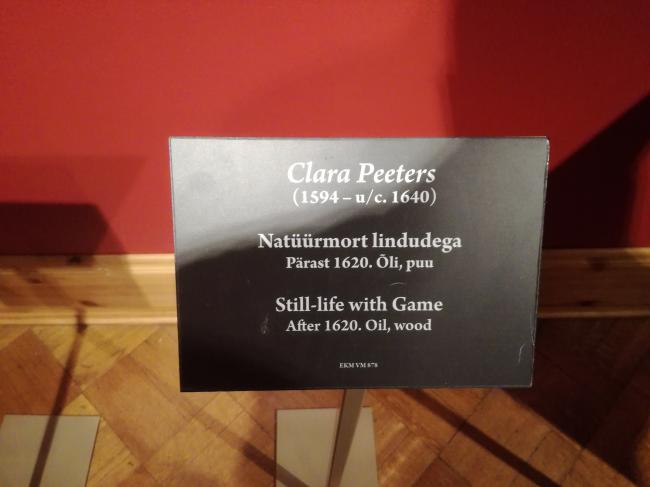 Clara Peeters
(1594 – u/c. 1640)
Natüürmort lindudega
Pärast 1620. Õli, puu
Still-life with Game
After 1620. Oil, wood
EKM VM 878